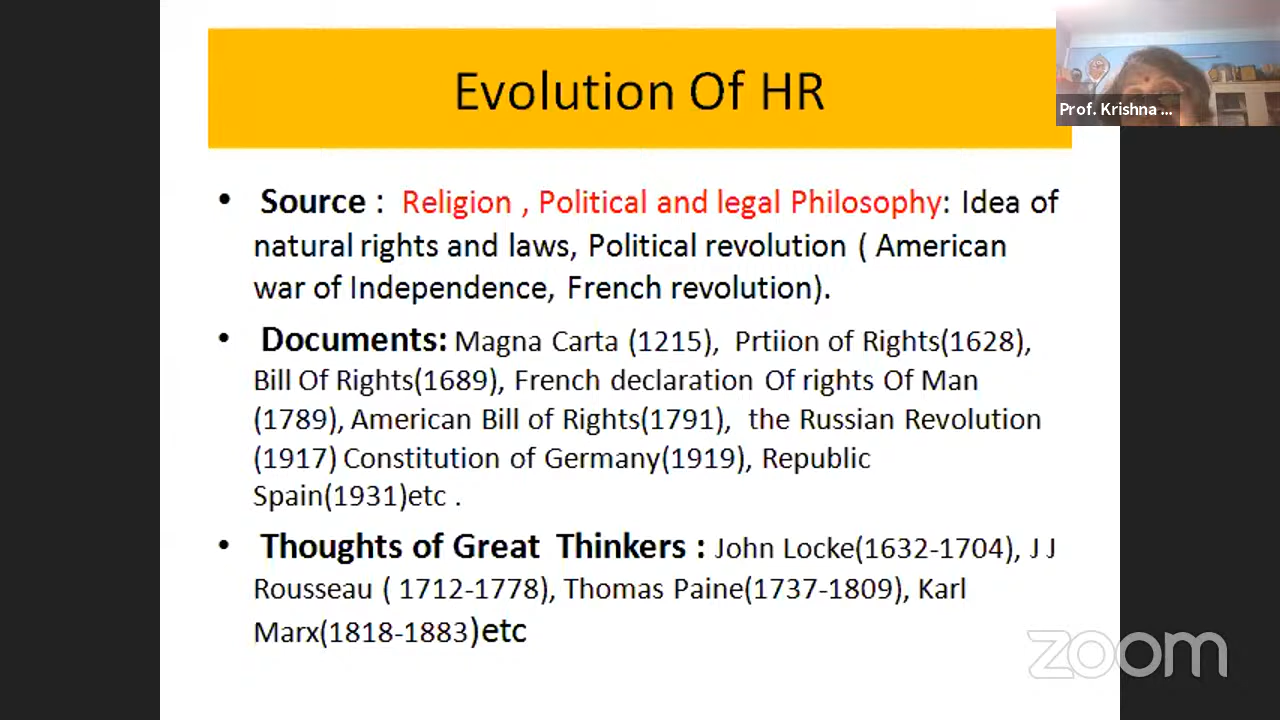 Evolution Of HR
Prof. Krishna ...
• Source : Religion , Political and legal Philosophy: Idea of
natural rights and laws, Political revolution ( American
war of Independence, French revolution).
• Documents: Magna Carta (1215), Prtiion of Rights(1628),
Bill Of Rights(1689), French declaration Of rights Of Man
(1789), American Bill of Rights(1791), the Russian Revolution
(1917) Constitution of Germany(1919), Republic
Spain(1931)etc .
• Thoughts of Great Thinkers : John Locke(1632-1704), J J
Rousseau ( 1712-1778), Thomas Paine(1737-1809), Karl
Marx(1818-1883)etc
zoom